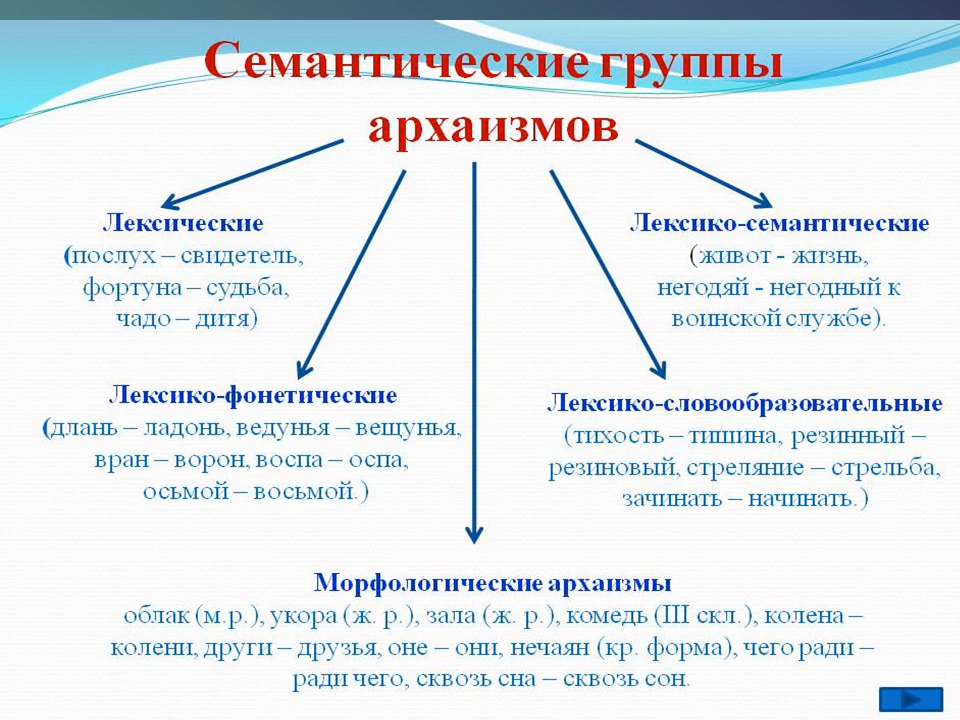 Семантические группы
архаизмов
Лексические
(послух – свидетель,
фортуна – судьба,
чадо – дитя)
Лексико-семантические
(живот - жизнь,
негодяй - негодный к
воинской службе).
Лексико-фонетические
(длань – ладонь, ведунья – вещунья,
вран – ворон, воспа – оспа,
осьмой – восьмой.)
Лексико-словообразовательные
(тихость – тишина, резинный –
резиновый, стреляние – стрельба,
зачинать – начинать.)
Морфологические архаизмы
облак (м.р.), укора (ж. р.), зала (ж. р.), комедь (III скл.), колена –
колени, други – друзья, оне – они, нечаян (кр. форма), чего ради –
ради чего, сквозь сна – сквозь сон.